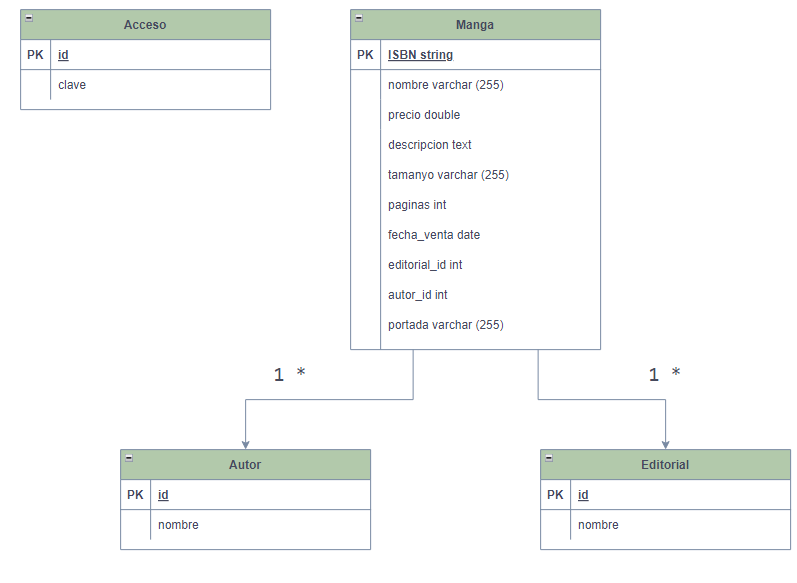 Acceso
PK id
clave
Manga
PK ISBN string
nombre varchar (255)
precio double
descripcion text
tamanyo varchar (255)
paginas int
fecha_venta date
editorial_id int
autor_id int
portada varchar (255)
1 *
1 *
Autor
PK id
nombre
Editorial
PK id
nombre